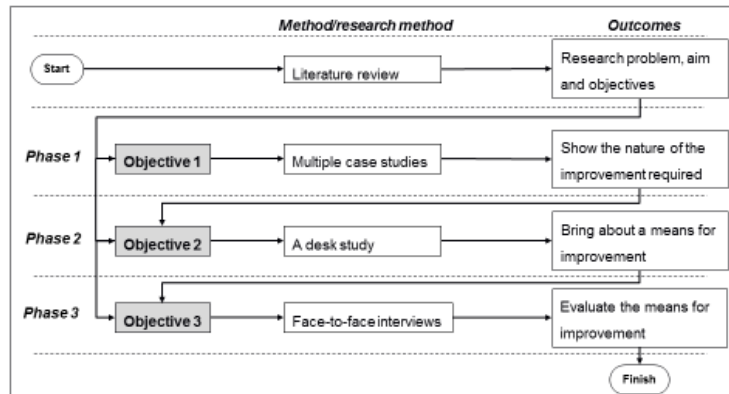 Method/research method Outcomes
Start
Literature review
Research problem, aim
and objectives
Phase 1
Objective 1
Multiple case studies
Show the nature of the
improvement required
Phase 2
Objective 2
A desk study
Bring about a means for
improvement
Phase 3
Objective 3
Face-to-face interviews
Evaluate the means for
improvement
Finish